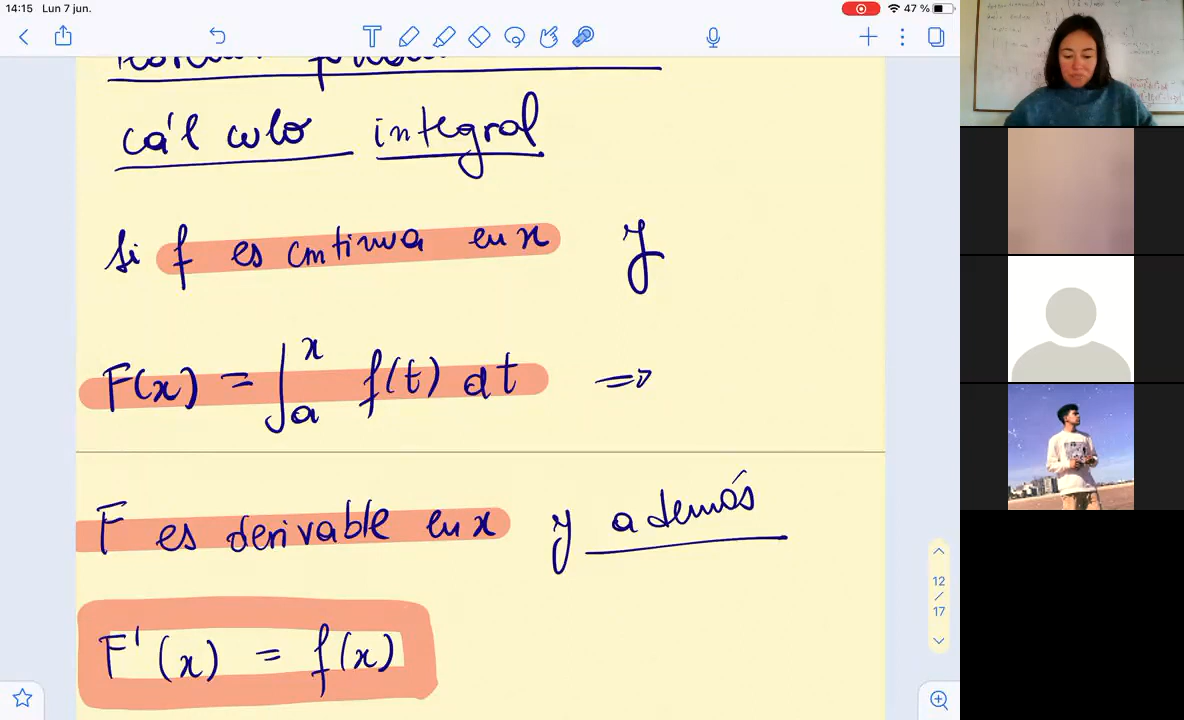 14:15 Lun 7 jun.
47 %
cálculo integral
Si f es continua en x y
F(x) = ∫ₐˣ f(t) dt ⇒
F es derivable en x y además
F'(x) = f(x)
12
/
17